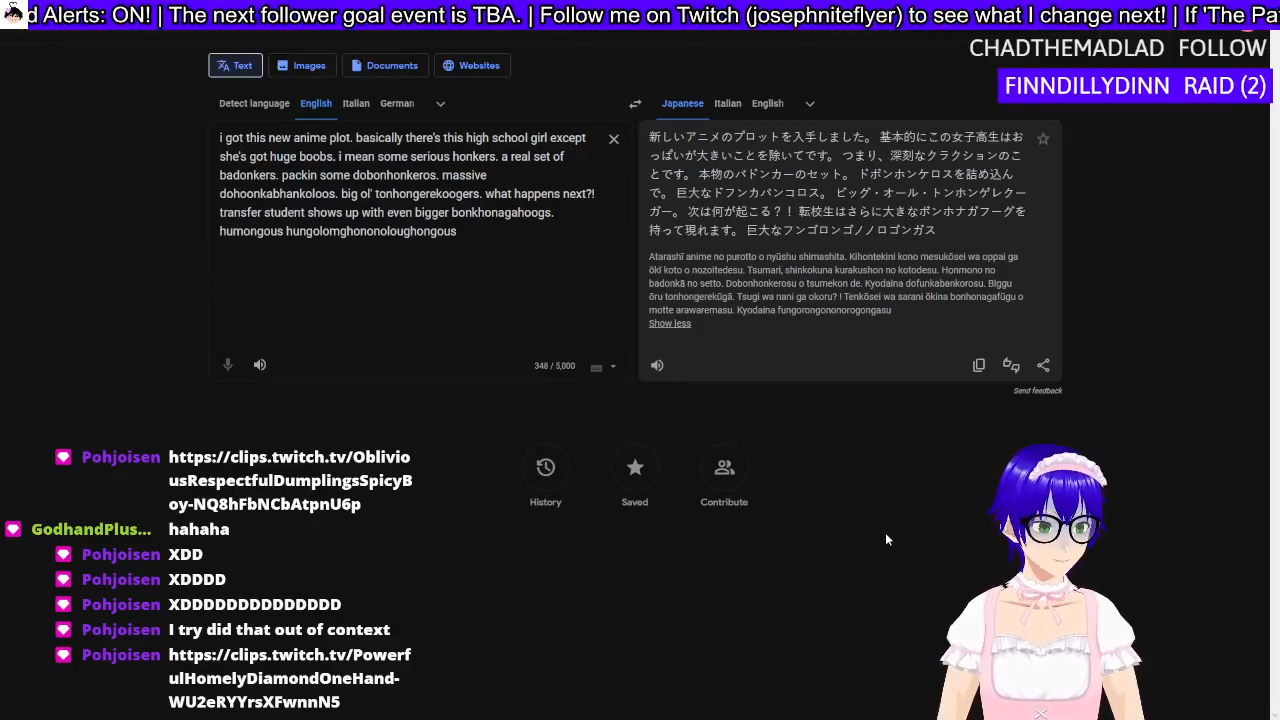 d Alerts: ON! | The next follower goal event is TBA. | Follow me on Twitch (josephniteflyer) to see what I change next! | If 'The Pa
CHADTHEMADLAD FOLLOW
FINNDILLYDINN RAID (2)
Text Images Documents Websites
Detect language English Italian German
Japanese Italian English
i got this new anime plot. basically there's this high school girl except
she's got huge boobs. i mean some serious honkers. a real set of
badonkers. packin some dobonhonkeros. massive
dohoonkabhankoloos. big ol' tonhongerekoogers. what happens next?!
transfer student shows up with even bigger bonkhonagahoogs.
humongous hungolomghononoloughongous
348 / 5,000
新しいアニメのプロットを入手しました。 基本的にこの女子高生はお
っぱいが大きいことを除いてです。 つまり、深刻なクラクションのこ
とです。 本物のバドンカーのセット。 ドボンホンケロスを詰め込ん
で。 巨大なドフンカバンコロス。 ビッグ・オール・トンホンゲレクー
ガー。 次は何が起こる？！ 転校生はさらに大きなボンホナガフーグを
持って現れます。 巨大なフンゴロンゴノノロゴンガス
Atarashī anime no purotto o nyūshu shimashita. Kihontekini kono mesukōsei wa oppai ga
ōkī koto o nozoitedesu. Tsumari, shinkokuna kurakushon no kotodesu. Honmono no
badonkā no setto. Dobonhonkerosu o tsumekon de. Kyodaina dofunkabankorosu. Biggu
ōru tonhongerekūgā. Tsugi wa nani ga okoru? ! Tenkōsei wa sarani ōkina bonhonagafūgu o
motte arawaremasu. Kyodaina fungorongononorogongasu
Show less
Send feedback
History Saved Contribute
Pohjoisen https://clips.twitch.tv/Oblivio
usRespectfulDumplingsSpicyB
oy-NQ8hFbNCbAtpnU6p
GodhandPlus... hahaha
Pohjoisen XDD
Pohjoisen XDDDD
Pohjoisen XDDDDDDDDDDDDDD
Pohjoisen I try did that out of context
Pohjoisen https://clips.twitch.tv/Powerf
ulHomelyDiamondOneHand-
WU2eRYYrsXFwnnN5